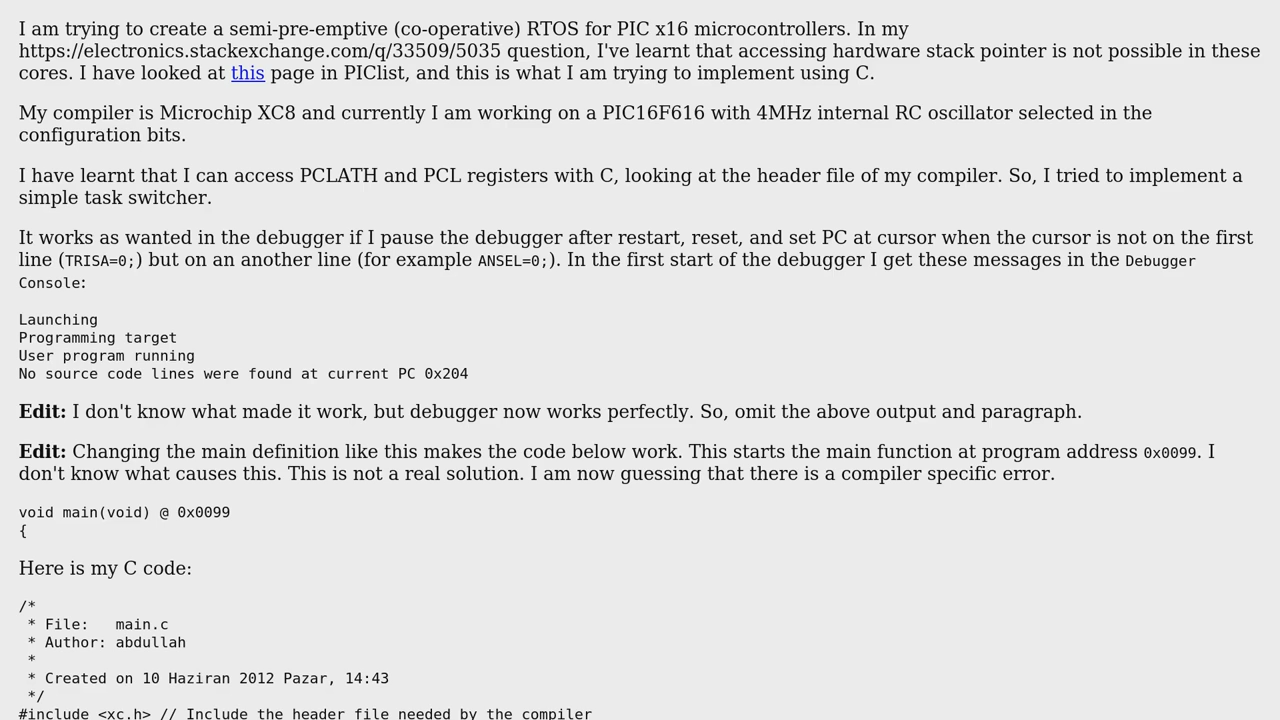 I am trying to create a semi-pre-emptive (co-operative) RTOS for PIC x16 microcontrollers. In my
https://electronics.stackexchange.com/q/33509/5035 question, I've learnt that accessing hardware stack pointer is not possible in these
cores. I have looked at this page in PIClist, and this is what I am trying to implement using C.
My compiler is Microchip XC8 and currently I am working on a PIC16F616 with 4MHz internal RC oscillator selected in the
configuration bits.
I have learnt that I can access PCLATH and PCL registers with C, looking at the header file of my compiler. So, I tried to implement a
simple task switcher.
It works as wanted in the debugger if I pause the debugger after restart, reset, and set PC at cursor when the cursor is not on the first
line (TRISA=0;) but on an another line (for example ANSEL=0;). In the first start of the debugger I get these messages in the Debugger
Console:
Launching
Programming target
User program running
No source code lines were found at current PC 0x204
Edit: I don't know what made it work, but debugger now works perfectly. So, omit the above output and paragraph.
Edit: Changing the main definition like this makes the code below work. This starts the main function at program address 0x0099. I
don't know what causes this. This is not a real solution. I am now guessing that there is a compiler specific error.
void main(void) @ 0x0099
{
Here is my C code:
/*
 * File:   main.c
 * Author: abdullah
 *
 * Created on 10 Haziran 2012 Pazar, 14:43
 */
#include <xc.h> // Include the header file needed by the compiler